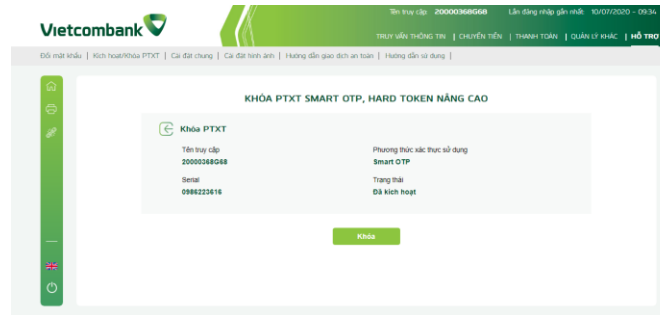 Tên truy cập 20000368G68 Lần đăng nhập gần nhất 10/07/2020 - 09:34
Vietcombank
TRUY VẤN THÔNG TIN | CHUYỂN TIỀN | THANH TOÁN | QUẢN LÝ KHÁC | HỖ TRỢ
Đổi mật khẩu | Kích hoạt/Khóa PTXT | Cài đặt chung | Cài đặt hình ảnh | Hướng dẫn giao dịch an toàn | Hướng dẫn sử dụng |
KHÓA PTXT SMART OTP, HARD TOKEN NÂNG CAO
Khóa PTXT
Tên truy cập Phương thức xác thực sử dụng
20000368G68 Smart OTP
Serial Trạng thái
0986223616 Đã kích hoạt
Khóa